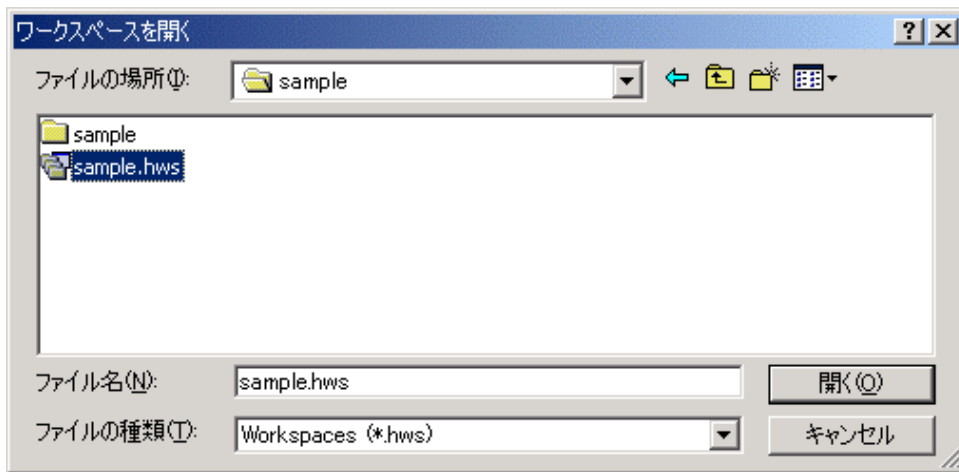 ワークスペースを開く
ファイルの場所(I): sample
sample
sample.hws
ファイル名(N): sample.hws 開く(O)
ファイルの種類(T): Workspaces (*.hws) キャンセル